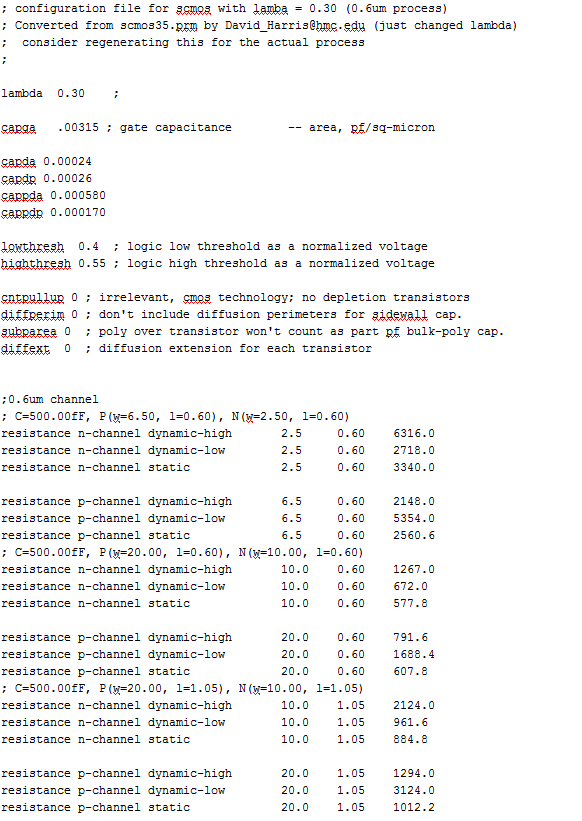 ; configuration file for scmos with lamba = 0.30 (0.6um process)
; Converted from scmos35.prm by David_Harris@hmc.edu (just changed lambda)
;  consider regenerating this for the actual process
;
lambda  0.30    ;
capga   .00315 ; gate capacitance        -- area, pf/sq-micron
capda 0.00024
capdp 0.00026
cappda 0.000580
cappdp 0.000170
lowthresh  0.4  ; logic low threshold as a normalized voltage
highthresh 0.55 ; logic high threshold as a normalized voltage
cntpullup 0 ; irrelevant, cmos technology; no depletion transistors
diffperim 0 ; don't include diffusion perimeters for sidewall cap.
subparea 0  ; poly over transistor won't count as part pf bulk-poly cap.
diffext  0  ; diffusion extension for each transistor
;0.6um channel
; C=500.00fF, P(w=6.50, l=0.60), N(w=2.50, l=0.60)
resistance n-channel dynamic-high       2.5     0.60    6316.0
resistance n-channel dynamic-low        2.5     0.60    2718.0
resistance n-channel static             2.5     0.60    3340.0
resistance p-channel dynamic-high       6.5     0.60    2148.0
resistance p-channel dynamic-low        6.5     0.60    5354.0
resistance p-channel static             6.5     0.60    2560.6
; C=500.00fF, P(w=20.00, l=0.60), N(w=10.00, l=0.60)
resistance n-channel dynamic-high       10.0    0.60    1267.0
resistance n-channel dynamic-low        10.0    0.60    672.0
resistance n-channel static             10.0    0.60    577.8
resistance p-channel dynamic-high       20.0    0.60    791.6
resistance p-channel dynamic-low        20.0    0.60    1688.4
resistance p-channel static             20.0    0.60    607.8
; C=500.00fF, P(w=20.00, l=1.05), N(w=10.00, l=1.05)
resistance n-channel dynamic-high       10.0    1.05    2124.0
resistance n-channel dynamic-low        10.0    1.05    961.6
resistance n-channel static             10.0    1.05    884.8
resistance p-channel dynamic-high       20.0    1.05    1294.0
resistance p-channel dynamic-low        20.0    1.05    3124.0
resistance p-channel static             20.0    1.05    1012.2